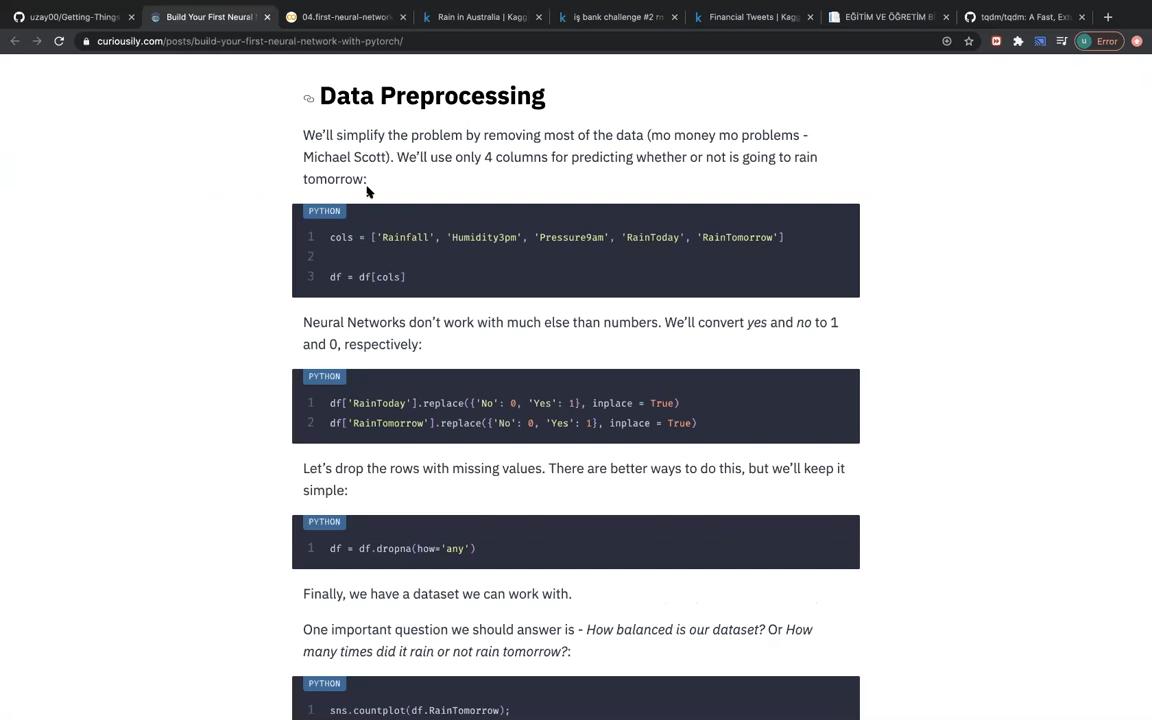 uzay00/Getting-Things
Build Your First Neural
04.first-neural-network
Rain in Australia | Kagg
iş bank challenge #2 m
Financial Tweets | Kagg
EĞİTİM VE ÖĞRETİM B
tqdm/tqdm: A Fast, Ext
curiousily.com/posts/build-your-first-neural-network-with-pytorch/
u Error
Data Preprocessing
We'll simplify the problem by removing most of the data (mo money mo problems -
Michael Scott). We'll use only 4 columns for predicting whether or not is going to rain
tomorrow:
PYTHON
1 cols = ['Rainfall', 'Humidity3pm', 'Pressure9am', 'RainToday', 'RainTomorrow']
2
3 df = df[cols]
Neural Networks don't work with much else than numbers. We'll convert yes and no to 1
and 0, respectively:
PYTHON
1 df['RainToday'].replace({'No': 0, 'Yes': 1}, inplace = True)
2 df['RainTomorrow'].replace({'No': 0, 'Yes': 1}, inplace = True)
Let's drop the rows with missing values. There are better ways to do this, but we'll keep it
simple:
PYTHON
1 df = df.dropna(how='any')
Finally, we have a dataset we can work with.
One important question we should answer is - How balanced is our dataset? Or How
many times did it rain or not rain tomorrow?:
PYTHON
1 sns.countplot(df.RainTomorrow);